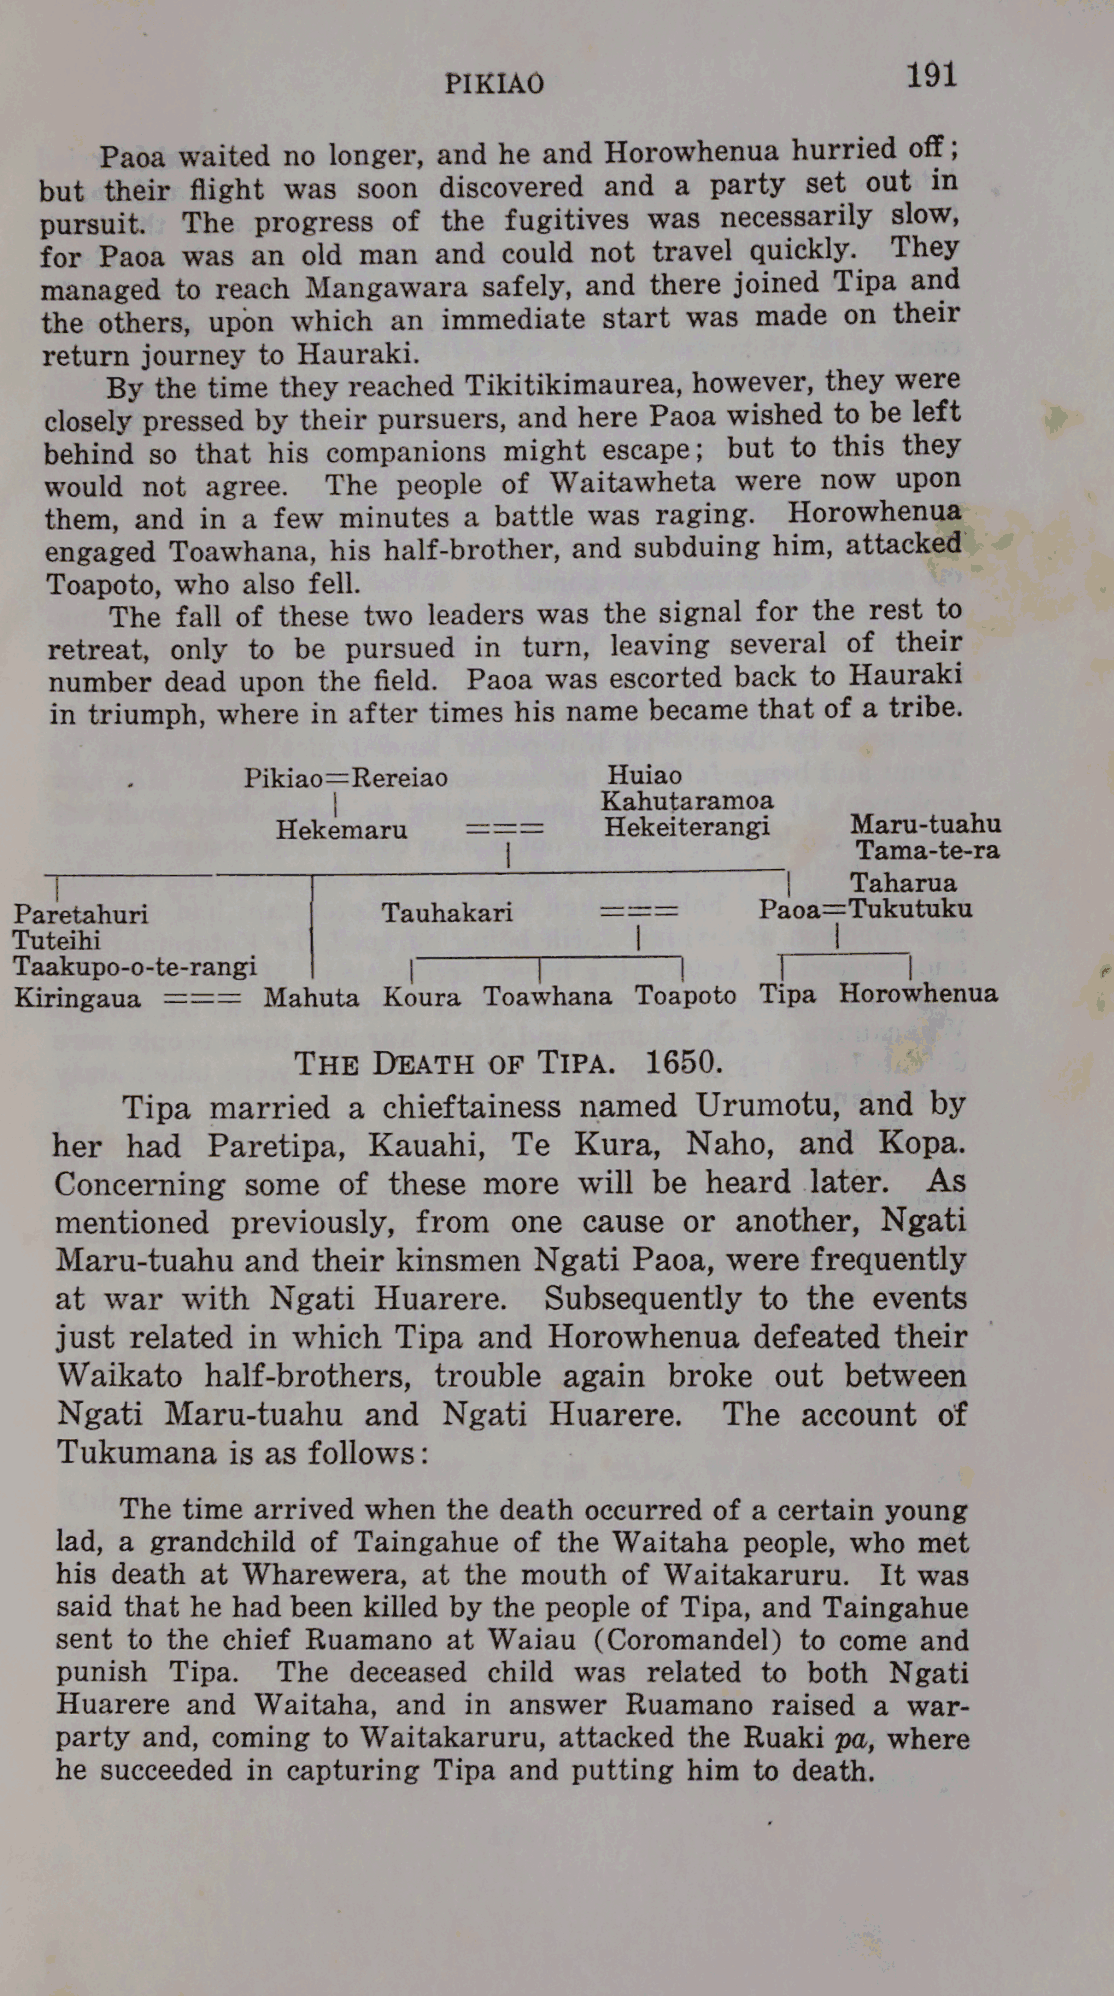 PIKIAO 191
Paoa waited no longer, and he and Horowhenua hurried off;
but their flight was soon discovered and a party set out in
pursuit. The progress of the fugitives was necessarily slow,
for Paoa was an old man and could not travel quickly. They
managed to reach Mangawara safely, and there joined Tipa and
the others, upon which an immediate start was made on their
return journey to Hauraki.
By the time they reached Tikitikimaurea, however, they were
closely pressed by their pursuers, and here Paoa wished to be left
behind so that his companions might escape; but to this they
would not agree. The people of Waitawheta were now upon
them, and in a few minutes a battle was raging. Horowhenua
engaged Toawhana, his half-brother, and subduing him, attacked
Toapoto, who also fell.
The fall of these two leaders was the signal for the rest to
retreat, only to be pursued in turn, leaving several of their
number dead upon the field. Paoa was escorted back to Hauraki
in triumph, where in after times his name became that of a tribe.
Pikiao=Rereiao Huiao
Kahutaramoa
Hekemaru === Hekeiterangi Maru-tuahu
Tama-te-ra
Taharua
Paretahuri Tauhakari === Paoa=Tukutuku
Tuteihi
Taakupo-o-te-rangi
Kiringaua === Mahuta Koura Toawhana Toapoto Tipa Horowhenua
THE DEATH OF TIPA. 1650.
Tipa married a chieftainess named Urumotu, and by
her had Paretipa, Kauahi, Te Kura, Naho, and Kopa.
Concerning some of these more will be heard later. As
mentioned previously, from one cause or another, Ngati
Maru-tuahu and their kinsmen Ngati Paoa, were frequently
at war with Ngati Huarere. Subsequently to the events
just related in which Tipa and Horowhenua defeated their
Waikato half-brothers, trouble again broke out between
Ngati Maru-tuahu and Ngati Huarere. The account of
Tukumana is as follows:
The time arrived when the death occurred of a certain young
lad, a grandchild of Taingahue of the Waitaha people, who met
his death at Wharewera, at the mouth of Waitakaruru. It was
said that he had been killed by the people of Tipa, and Taingahue
sent to the chief Ruamano at Waiau (Coromandel) to come and
punish Tipa. The deceased child was related to both Ngati
Huarere and Waitaha, and in answer Ruamano raised a war-
party and, coming to Waitakaruru, attacked the Ruaki pa, where
he succeeded in capturing Tipa and putting him to death.